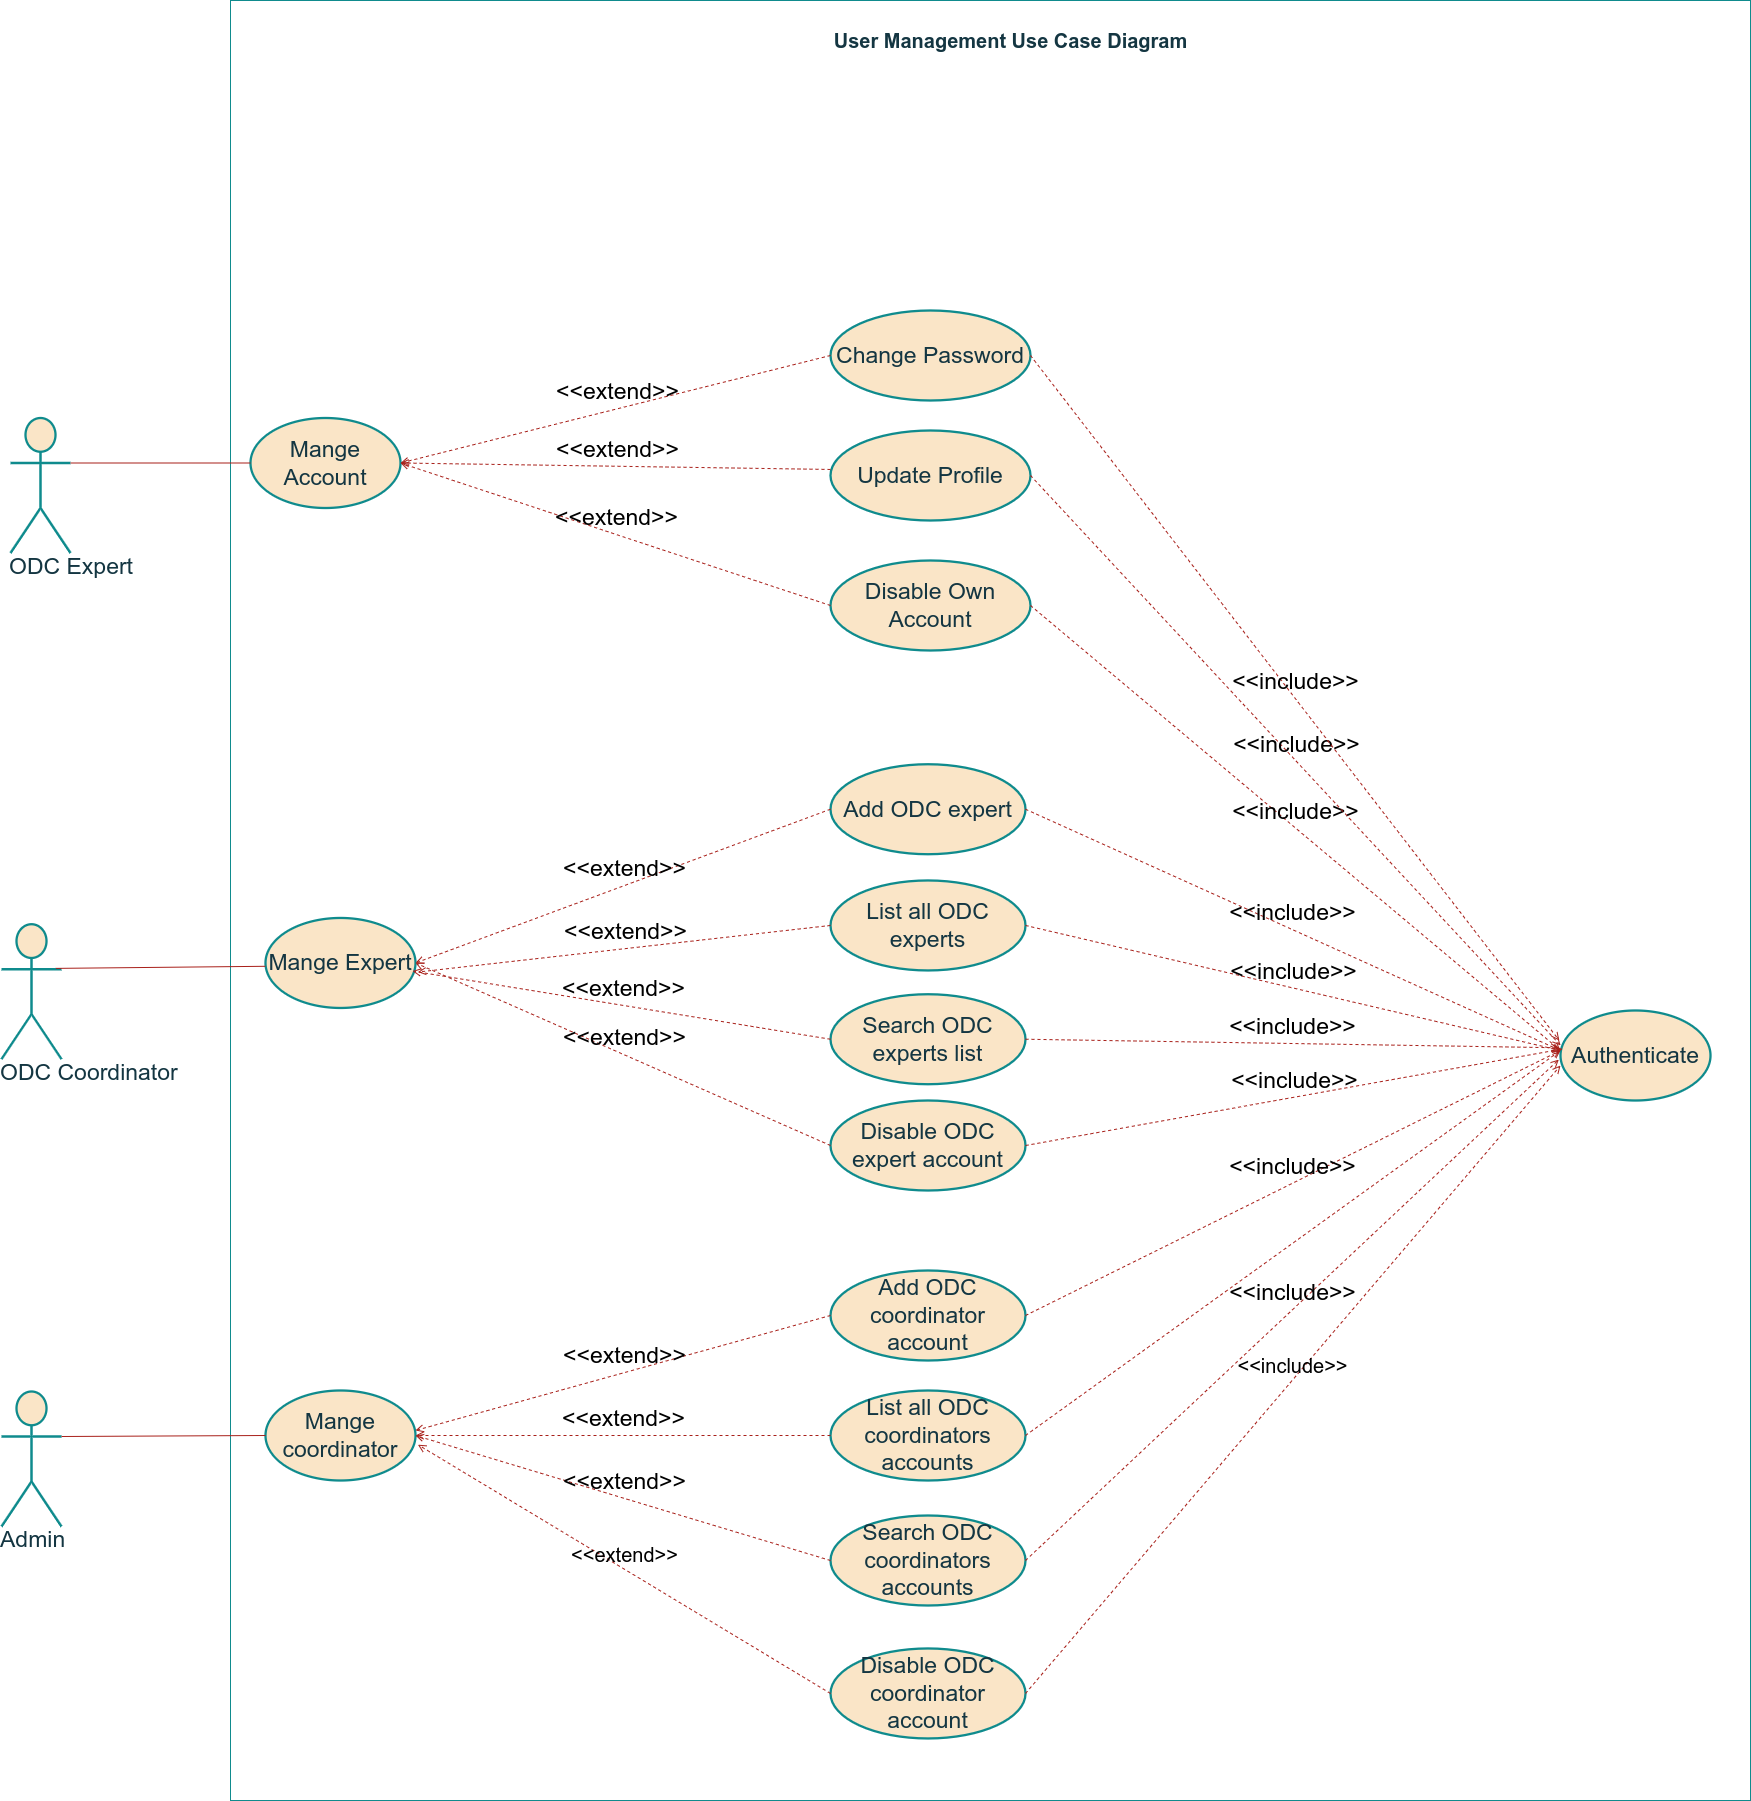 User Management Use Case Diagram
Change Password
<<extend>>
Mange
Account
<<extend>>
Update Profile
<<extend>>
ODC Expert
Disable Own
Account
<<include>>
<<include>>
<<include>>
Add ODC expert
<<extend>>
List all ODC
experts
<<include>>
<<extend>>
Mange Expert
<<include>>
<<extend>>
Search ODC
experts list
<<include>>
<<extend>>
Authenticate
ODC Coordinator
<<include>>
Disable ODC
expert account
<<include>>
Add ODC
coordinator
account
<<include>>
<<extend>>
<<include>>
List all ODC
coordinators
accounts
<<extend>>
Mange
coordinator
<<extend>>
Search ODC
coordinators
accounts
<<extend>>
Admin
Disable ODC
coordinator
account